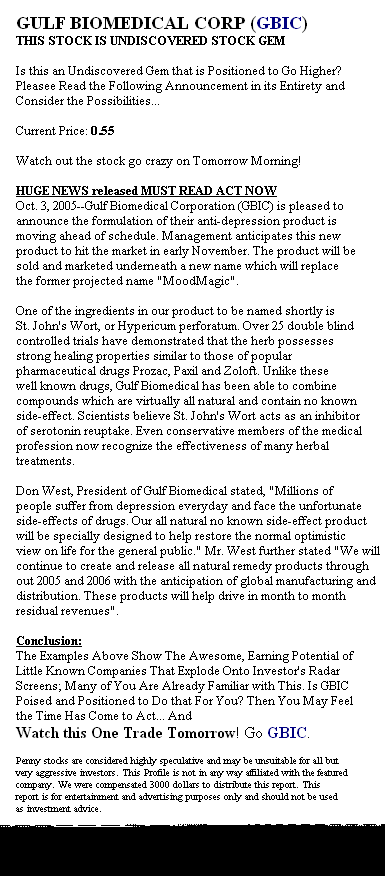 GULF BIOMEDICAL CORP (GBIC)
THIS STOCK IS UNDISCOVERED STOCK GEM
Is this an Undiscovered Gem that is Positioned to Go Higher?
Pleasee Read the Following Announcement in its Entirety and
Consider the Possibilities...
Current Price: 0.55
Watch out the stock go crazy on Tomorrow Morning!
HUGE NEWS released MUST READ ACT NOW
Oct. 3, 2005--Gulf Biomedical Corporation (GBIC) is pleased to
announce the formulation of their anti-depression product is
moving ahead of schedule. Management anticipates this new
product to hit the market in early November. The product will be
sold and marketed underneath a new name which will replace
the former projected name "MoodMagic".
One of the ingredients in our product to be named shortly is
St. John's Wort, or Hypericum perforatum. Over 25 double blind
controlled trials have demonstrated that the herb possesses
strong healing properties similar to those of popular
pharmaceutical drugs Prozac, Paxil and Zoloft. Unlike these
well known drugs, Gulf Biomedical has been able to combine
compounds which are virtually all natural and contain no known
side-effect. Scientists believe St. John's Wort acts as an inhibitor
of serotonin reuptake. Even conservative members of the medical
profession now recognize the effectiveness of many herbal
treatments.
Don West, President of Gulf Biomedical stated, "Millions of
people suffer from depression everyday and face the unfortunate
side-effects of drugs. Our all natural no known side-effect product
will be specially designed to help restore the normal optimistic
view on life for the general public." Mr. West further stated "We will
continue to create and release all natural remedy products through
out 2005 and 2006 with the anticipation of global manufacturing and
distribution. These products will help drive in month to month
residual revenues".
Conclusion:
The Examples Above Show The Awesome, Earning Potential of
Little Known Companies That Explode Onto Investor's Radar
Screens; Many of You Are Already Familiar with This. Is GBIC
Poised and Positioned to Do that For You? Then You May Feel
the Time Has Come to Act... And
Watch this One Trade Tomorrow! Go GBIC.
Penny stocks are considered highly speculative and may be unsuitable for all but
very aggressive investors. This Profile is not in any way affiliated with the featured
company. We were compensated 3000 dollars to distribute this report. This
report is for entertainment and advertising purposes only and should not be used
as investment advice.